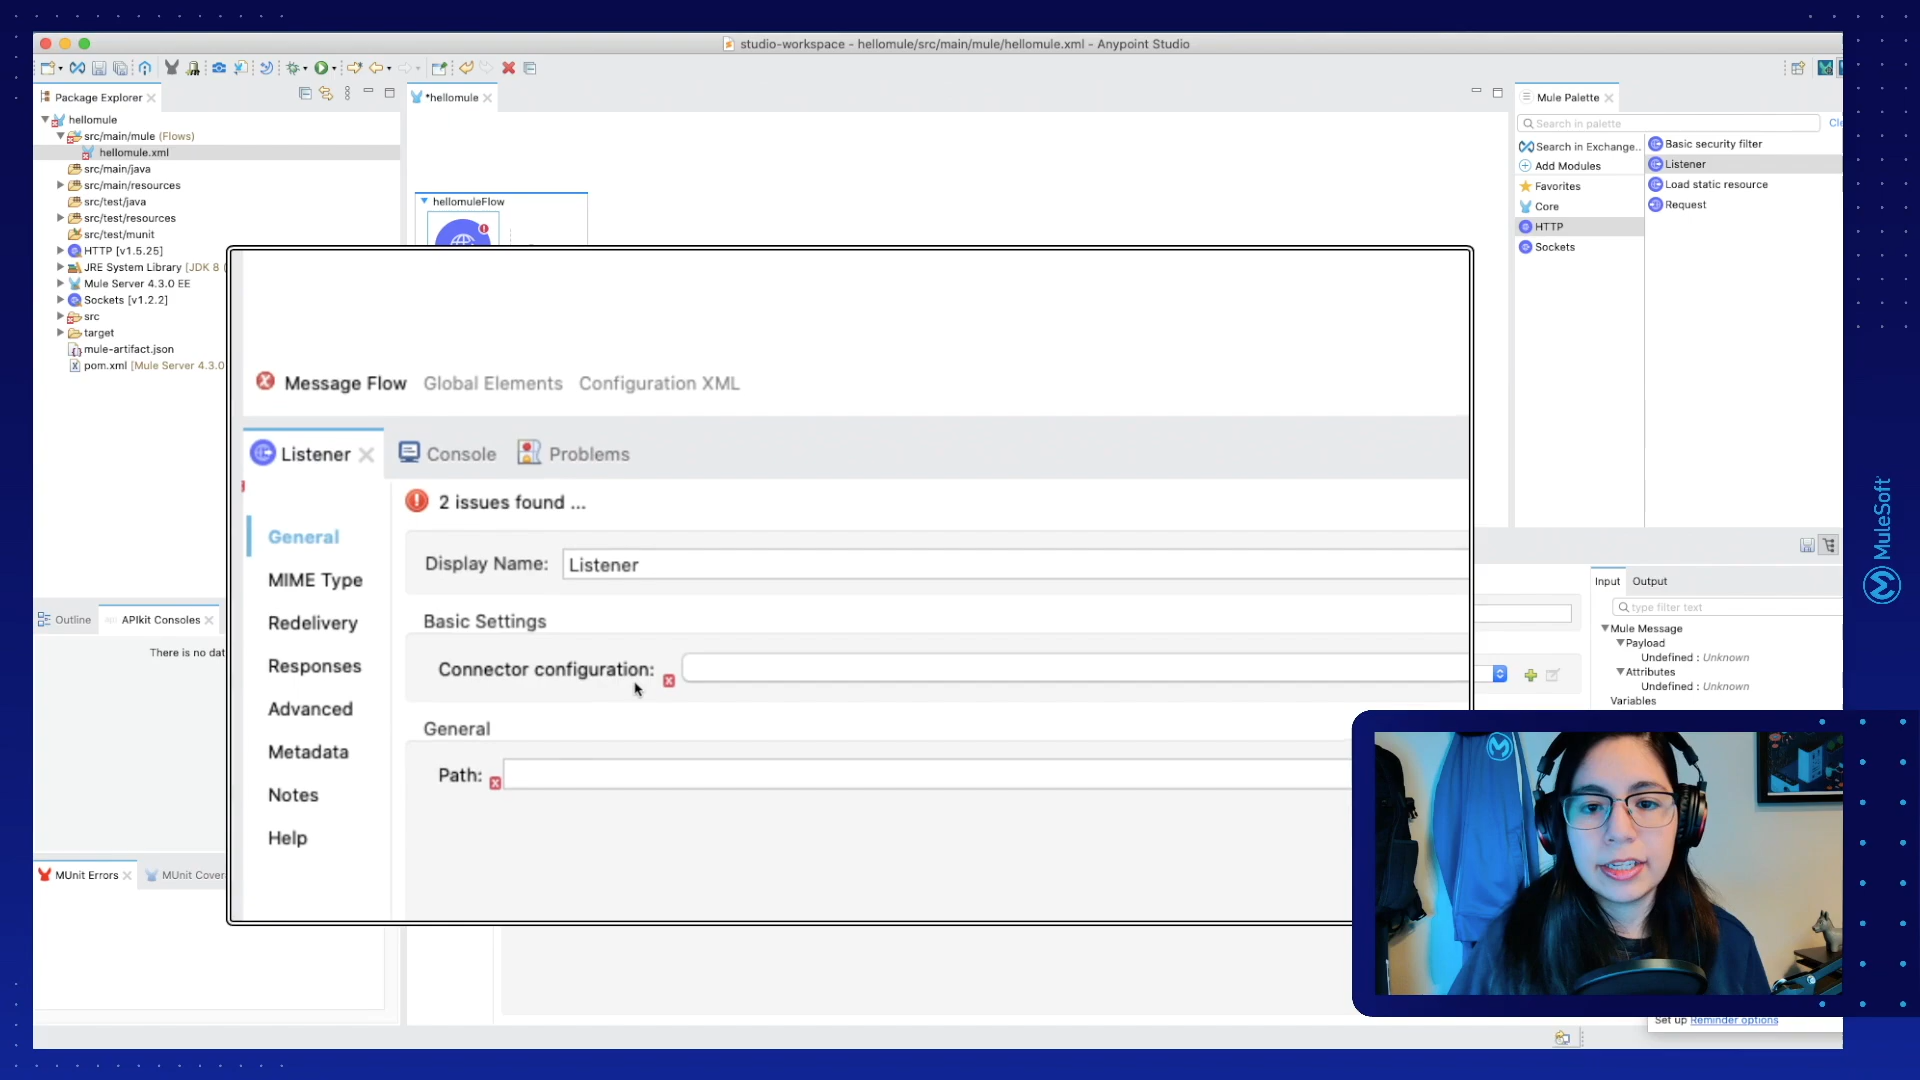 studio-workspace - hellomule/src/main/mule/hellomule.xml - Anypoint Studio
Package Explorer
*hellomule
Mule Palette
hellomule
src/main/mule (Flows)
hellomule.xml
src/main/java
src/main/resources
src/test/java
src/test/resources
src/test/munit
HTTP [v1.5.25]
JRE System Library [JDK 8
Mule Server 4.3.0 EE
Sockets [v1.2.2]
src
target
mule-artifact.json
pom.xml [Mule Server 4.3.0
hellomuleFlow
Search in palette
Search in Exchange..
Add Modules
Favorites
Core
HTTP
Sockets
Basic security filter
Listener
Load static resource
Request
Message Flow Global Elements Configuration XML
Listener Console Problems
2 issues found ...
General
MIME Type
Redelivery
Responses
Advanced
Metadata
Notes
Help
Display Name: Listener
Basic Settings
Connector configuration:
General
Path:
Outline APIkit Consoles
There is no dat
MUnit Errors MUnit Cover
Input Output
type filter text
Mule Message
Payload
Undefined : Unknown
Attributes
Undefined : Unknown
Variables
Set up Reminder options
MuleSoft